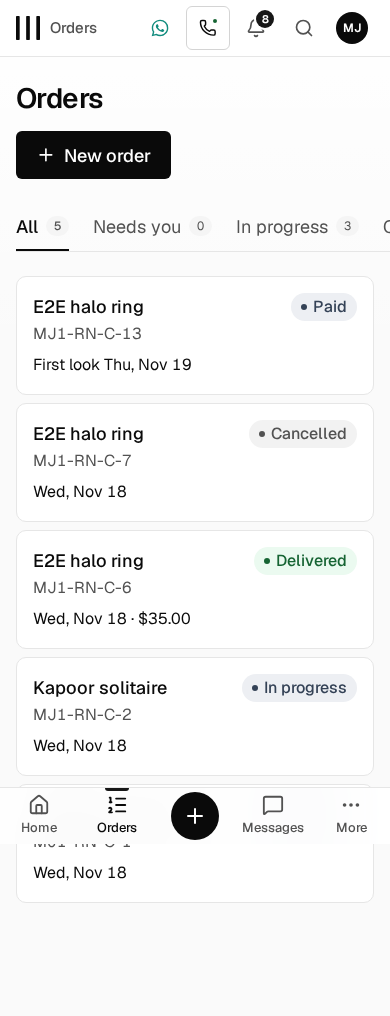 Orders
8
MJ
Orders
New order
All 5
Needs you 0
In progress 3
E2E halo ring
Paid
MJ1-RN-C-13
First look Thu, Nov 19
E2E halo ring
Cancelled
MJ1-RN-C-7
Wed, Nov 18
E2E halo ring
Delivered
MJ1-RN-C-6
Wed, Nov 18 · $35.00
Kapoor solitaire
In progress
MJ1-RN-C-2
Wed, Nov 18
Home
Orders
Messages
More
Wed, Nov 18